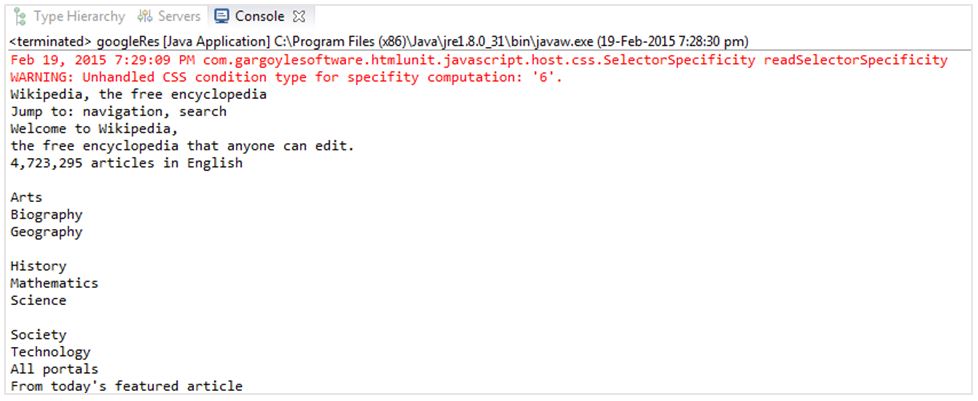 Type Hierarchy Servers Console
<terminated> googleRes [Java Application] C:\Program Files (x86)\Java\jre1.8.0_31\bin\javaw.exe (19-Feb-2015 7:28:30 pm)
Feb 19, 2015 7:29:09 PM com.gargoylesoftware.htmlunit.javascript.host.css.SelectorSpecificity readSelectorSpecificity
WARNING: Unhandled CSS condition type for specifity computation: '6'.
Wikipedia, the free encyclopedia
Jump to: navigation, search
Welcome to Wikipedia,
the free encyclopedia that anyone can edit.
4,723,295 articles in English
Arts
Biography
Geography
History
Mathematics
Science
Society
Technology
All portals
From today's featured article